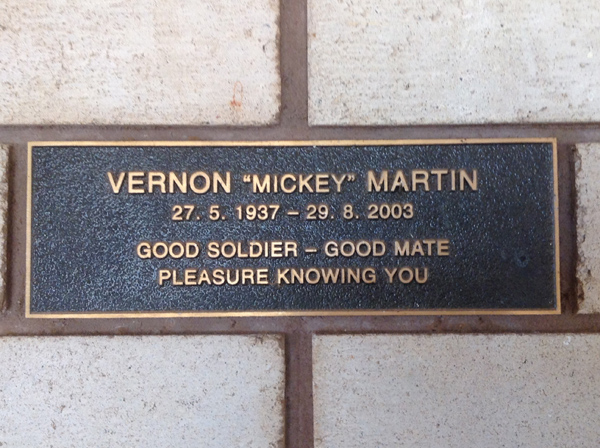 VERNON "MICKEY" MARTIN
27. 5. 1937 – 29. 8. 2003
GOOD SOLDIER – GOOD MATE
PLEASURE KNOWING YOU